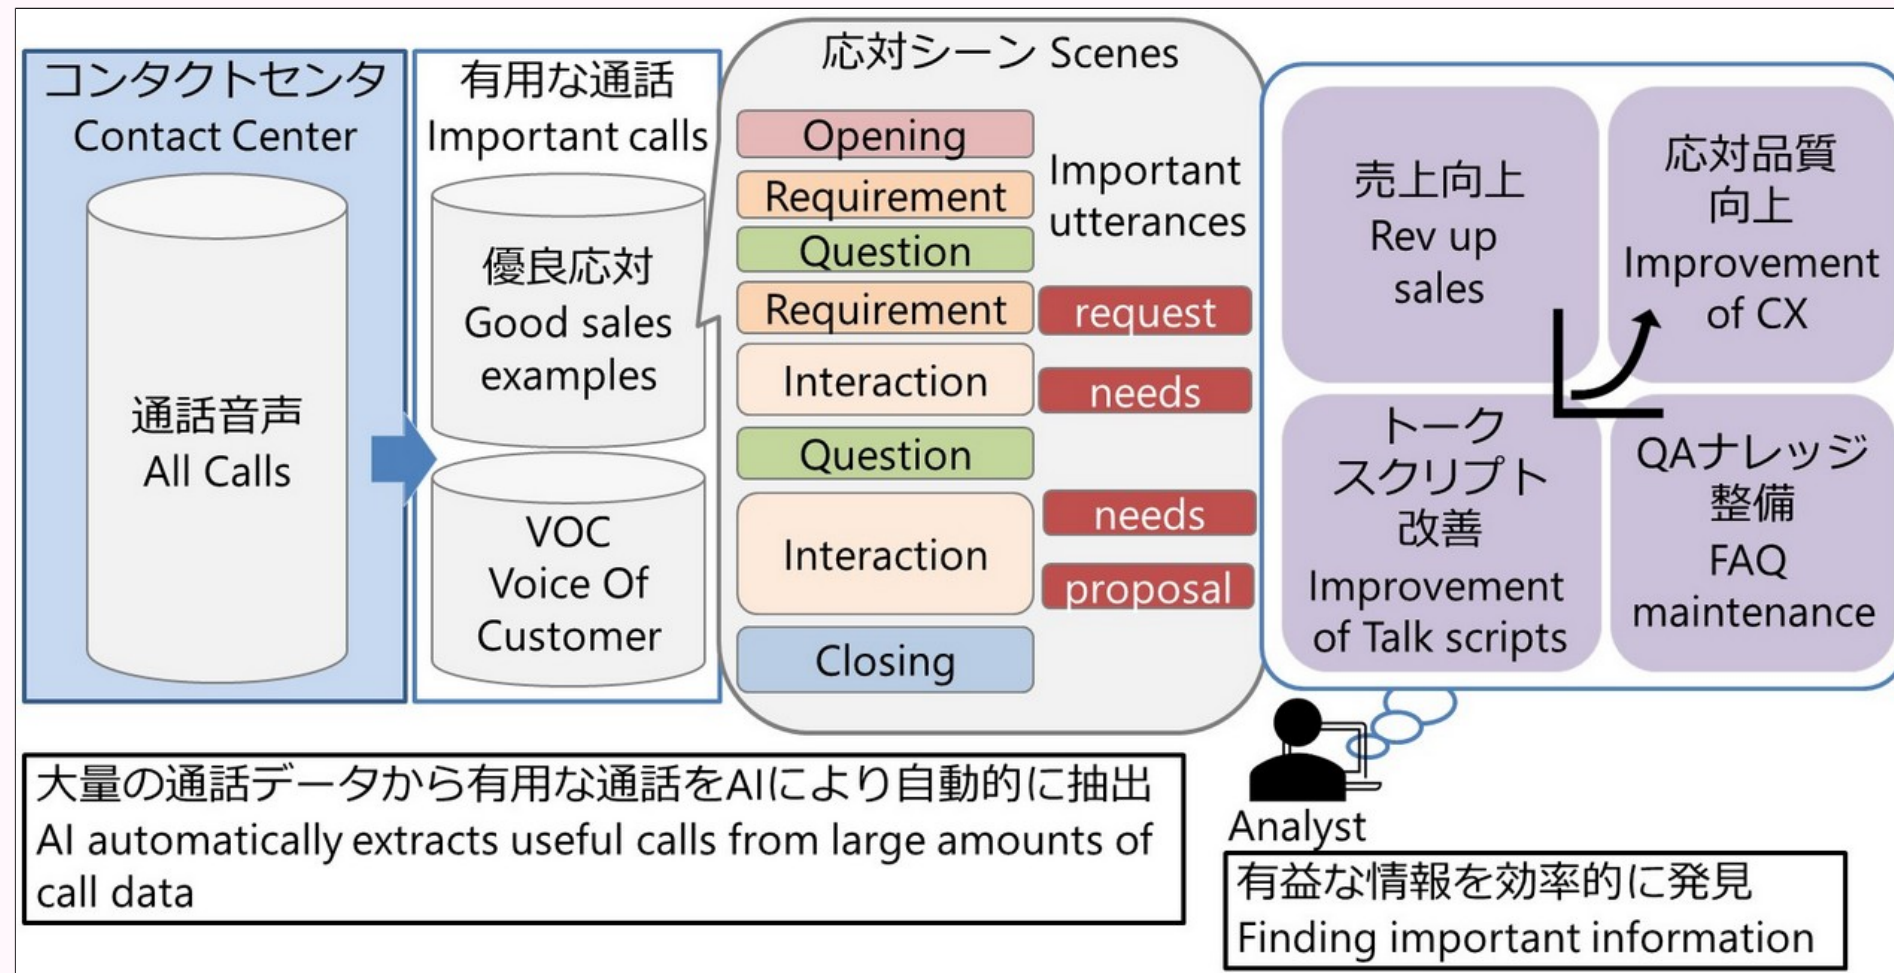 コンタクトセンタ
Contact Center
通話音声
All Calls
有用な通話
Important calls
優良応対
Good sales
examples
VOC
Voice Of
Customer
応対シーン Scenes
Opening
Requirement
Question
Requirement
Interaction
Question
Interaction
Closing
Important
utterances
request
needs
needs
proposal
売上向上
Rev up
sales
応対品質
向上
Improvement
of CX
トーク
スクリプト
改善
Improvement
of Talk scripts
QAナレッジ
整備
FAQ
maintenance
大量の通話データから有用な通話をAIにより自動的に抽出
AI automatically extracts useful calls from large amounts of
call data
Analyst
有益な情報を効率的に発見
Finding important information